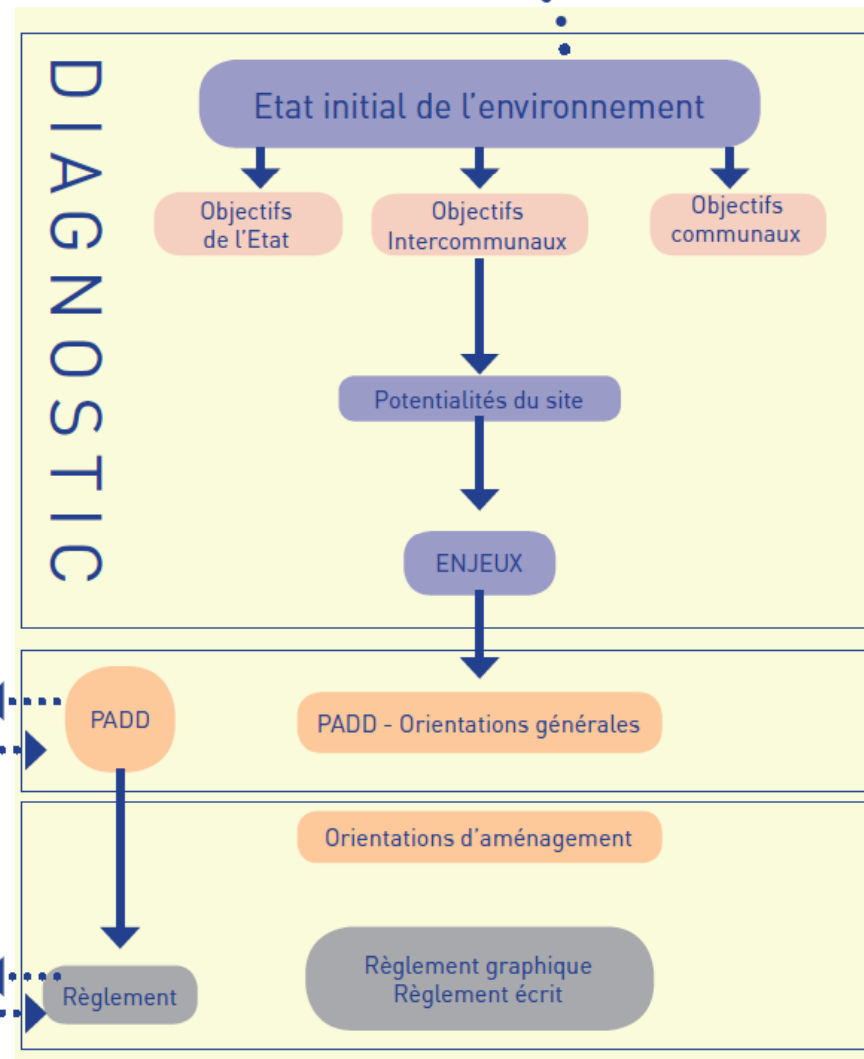 DIAGNOSTIC
Etat initial de l'environnement
Objectifs
de l'Etat
Objectifs
Intercommunaux
Objectifs
communaux
Potentialités du site
ENJEUX
PADD
PADD - Orientations générales
Orientations d'aménagement
Règlement
Règlement graphique
Règlement écrit